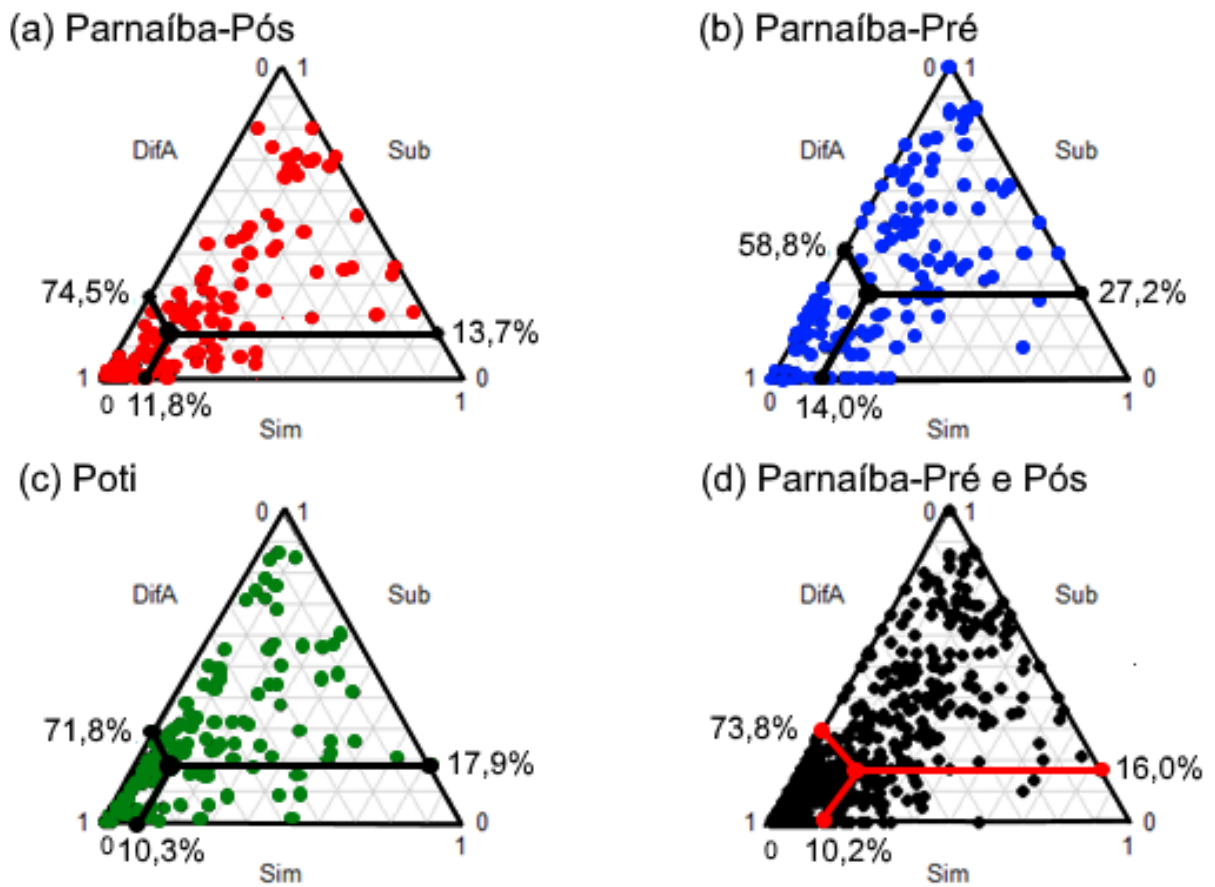 (a) Parnaíba-Pós
0 1
DifA
Sub
74,5%
13,7%
1
0
0
11,8%
1
Sim
(b) Parnaíba-Pré
0 1
DifA
Sub
58,8%
27,2%
1
0
0
14,0%
1
Sim
(c) Poti
0 1
DifA
Sub
71,8%
17,9%
1
0
0
10,3%
1
Sim
(d) Parnaíba-Pré e Pós
0 1
DifA
Sub
73,8%
16,0%
1
0
0
10,2%
1
Sim